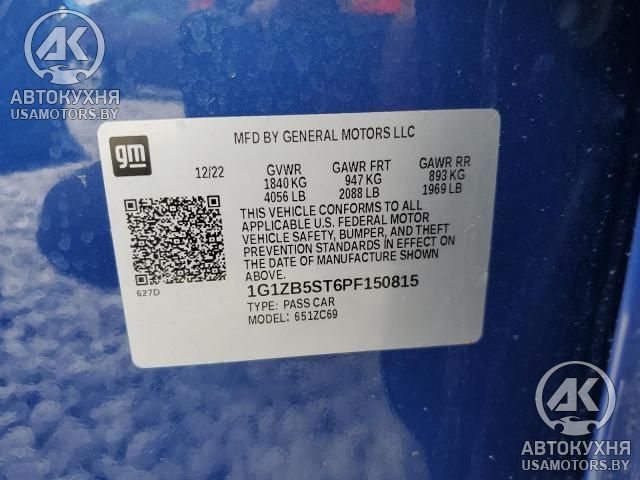 AK
АВТОКУХНЯ
USAMOTORS.BY
gm
MFD BY GENERAL MOTORS LLC
12/22 GVWR GAWR FRT GAWR RR
1840 KG 947 KG 893 KG
4056 LB 2088 LB 1969 LB
THIS VEHICLE CONFORMS TO ALL
APPLICABLE U.S. FEDERAL MOTOR
VEHICLE SAFETY, BUMPER, AND THEFT
PREVENTION STANDARDS IN EFFECT ON
THE DATE OF MANUFACTURE SHOWN
ABOVE.
627D
1G1ZB5ST6PF150815
TYPE: PASS CAR
MODEL: 651ZC69
AK
АВТОКУХНЯ
USAMOTORS.BY